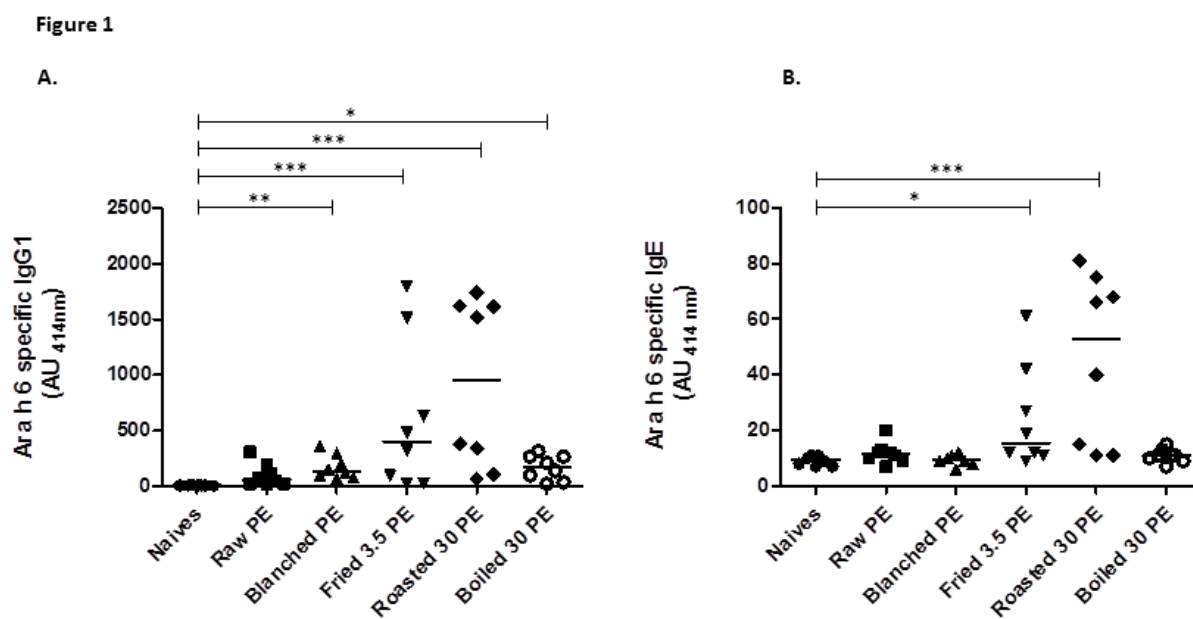 Figure 1
A.
*
***
***
**
2500
2000
1500
1000
500
0
Ara h 6 specific IgG1
(AU 414nm)
Naives
Raw PE
Blanched PE
Fried 3.5 PE
Roasted 30 PE
Boiled 30 PE
B.
***
*
100
80
60
40
20
0
Ara h 6 specific IgE
(AU 414 nm)
Naives
Raw PE
Blanched PE
Fried 3.5 PE
Roasted 30 PE
Boiled 30 PE